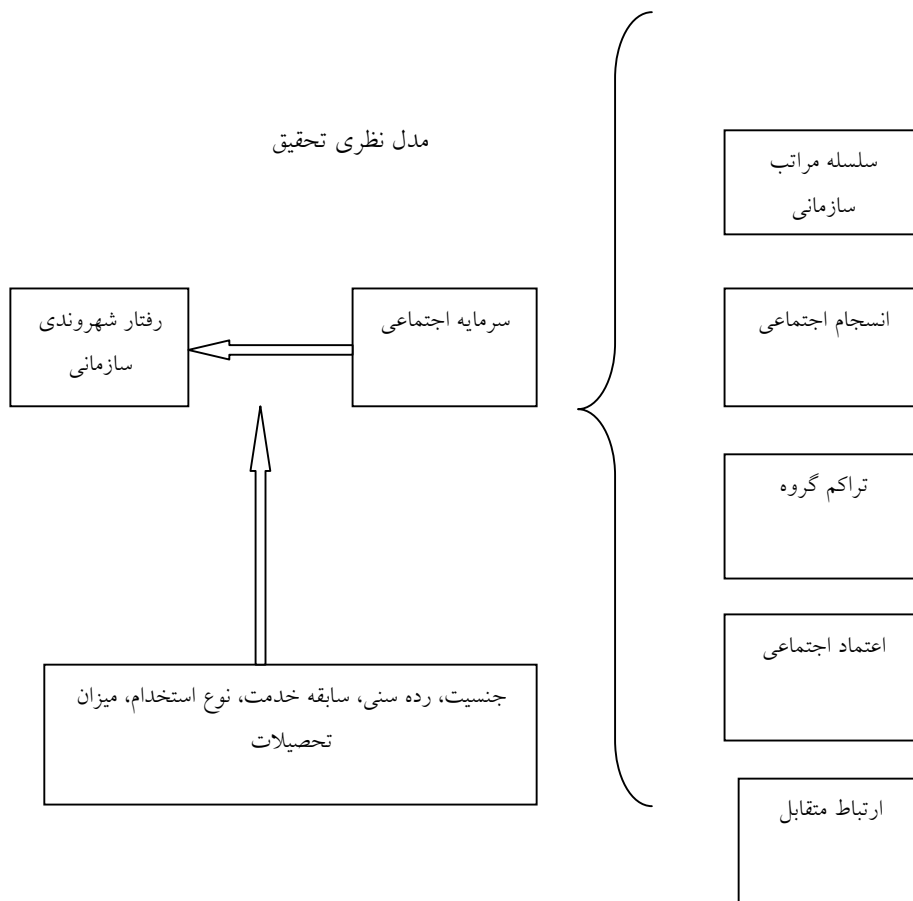 مدل نظری تحقیق
سلسله مراتب
سازمانی
انسجام اجتماعی
تراکم گروه
اعتماد اجتماعی
ارتباط متقابل
سرمایه اجتماعی
رفتار شهروندی
سازمانی
جنسیت، رده سنی، سابقه خدمت، نوع استخدام، میزان
تحصیلات